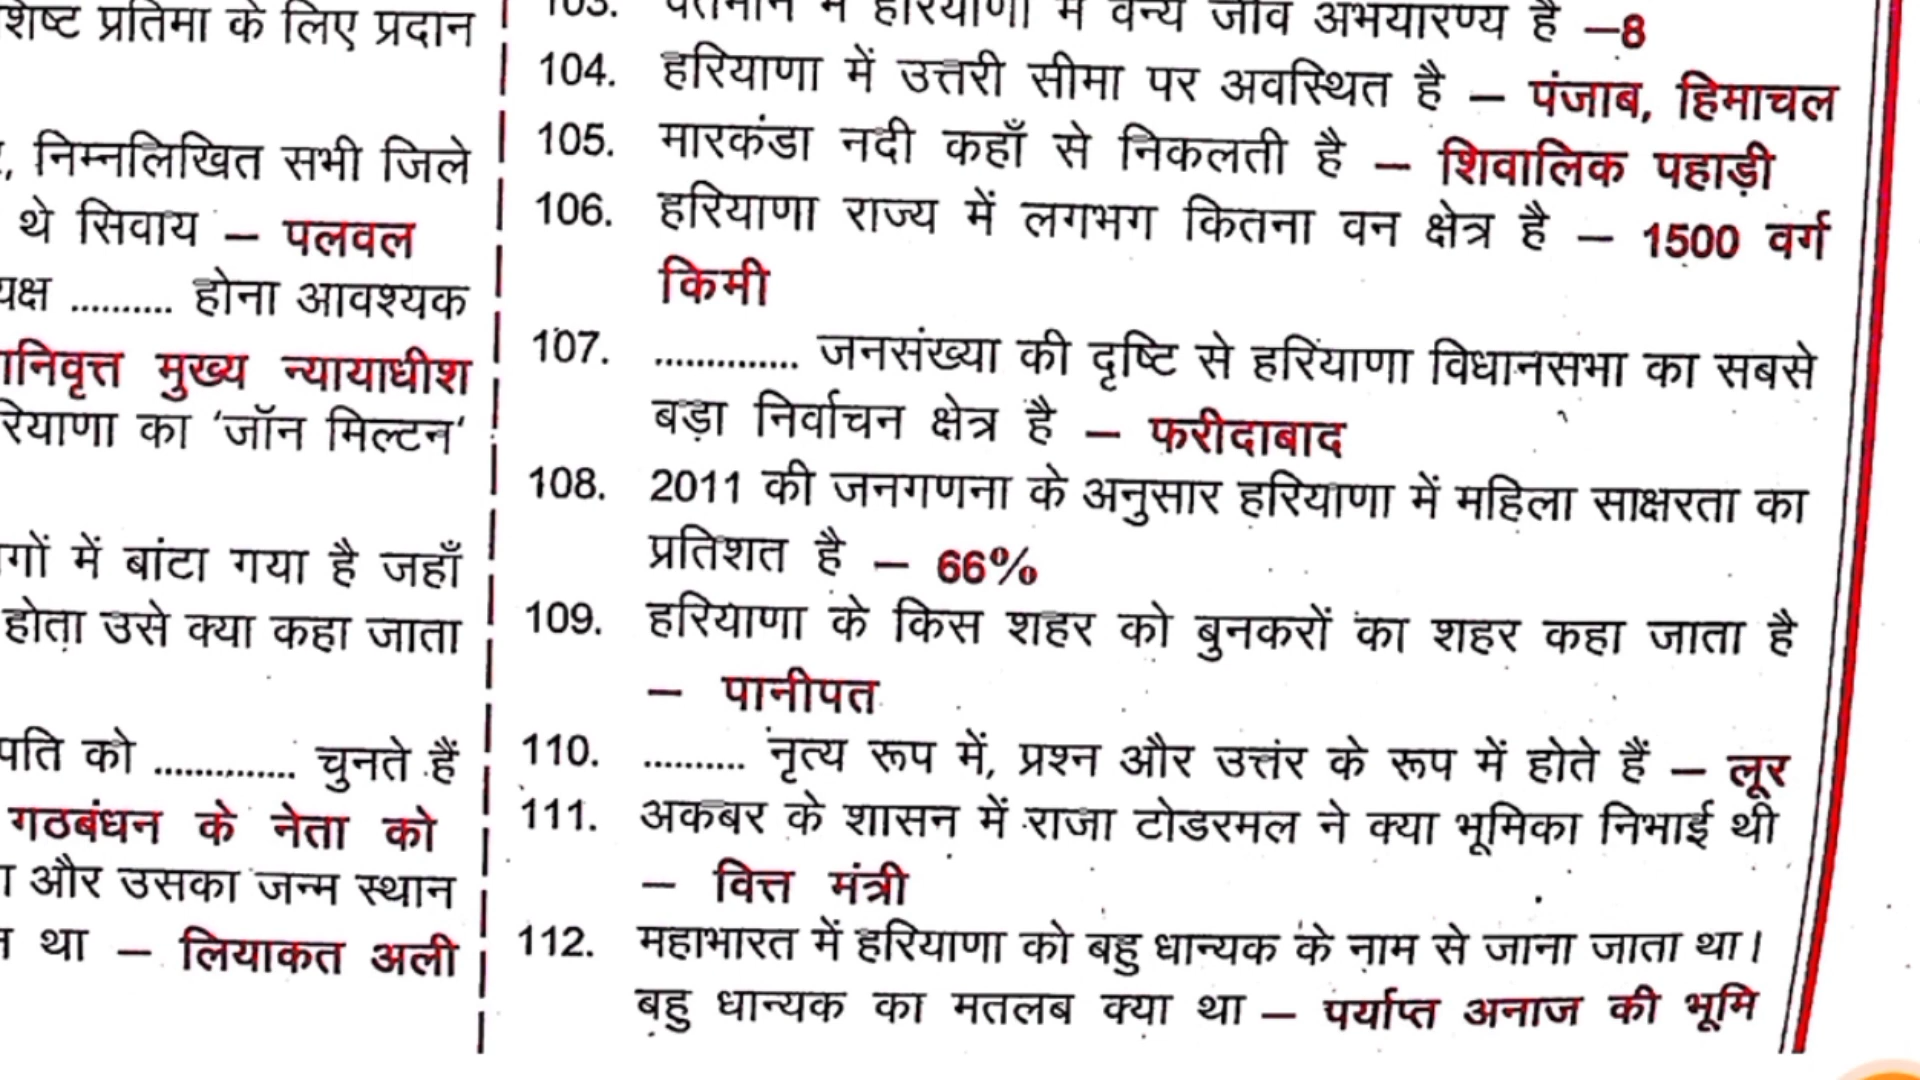 प्रतिमा के लिए प्रदान
निम्नलिखित सभी जिले
थे सिवाय – पलवल
.......... होना आवश्यक
मुख्य न्यायाधीश
का 'जॉन मिल्टन'
में बांटा गया है जहाँ
होता उसे क्या कहा जाता
को .............. चुनते हैं
गठबंधन के नेता को
और उसका जन्म स्थान
था – लियाकत अली
103. वर्तमान में हरियाणा में वन्य जीव अभयारण्य है –8
104. हरियाणा में उत्तरी सीमा पर अवस्थित है – पंजाब, हिमाचल
105. मारकंडा नदी कहाँ से निकलती है – शिवालिक पहाड़ी
106. हरियाणा राज्य में लगभग कितना वन क्षेत्र है – 1500 वर्ग
किमी
107. .............. जनसंख्या की दृष्टि से हरियाणा विधानसभा का सबसे
बड़ा निर्वाचन क्षेत्र है – फरीदाबाद
108. 2011 की जनगणना के अनुसार हरियाणा में महिला साक्षरता का
प्रतिशत है – 66%
109. हरियाणा के किस शहर को बुनकरों का शहर कहा जाता है
– पानीपत
110. .......... नृत्य रूप में, प्रश्न और उत्तर के रूप में होते हैं – लूर
111. अकबर के शासन में राजा टोडरमल ने क्या भूमिका निभाई थी
– वित्त मंत्री
112. महाभारत में हरियाणा को बहु धान्यक के नाम से जाना जाता था।
बहु धान्यक का मतलब क्या था – पर्याप्त अनाज की भूमि